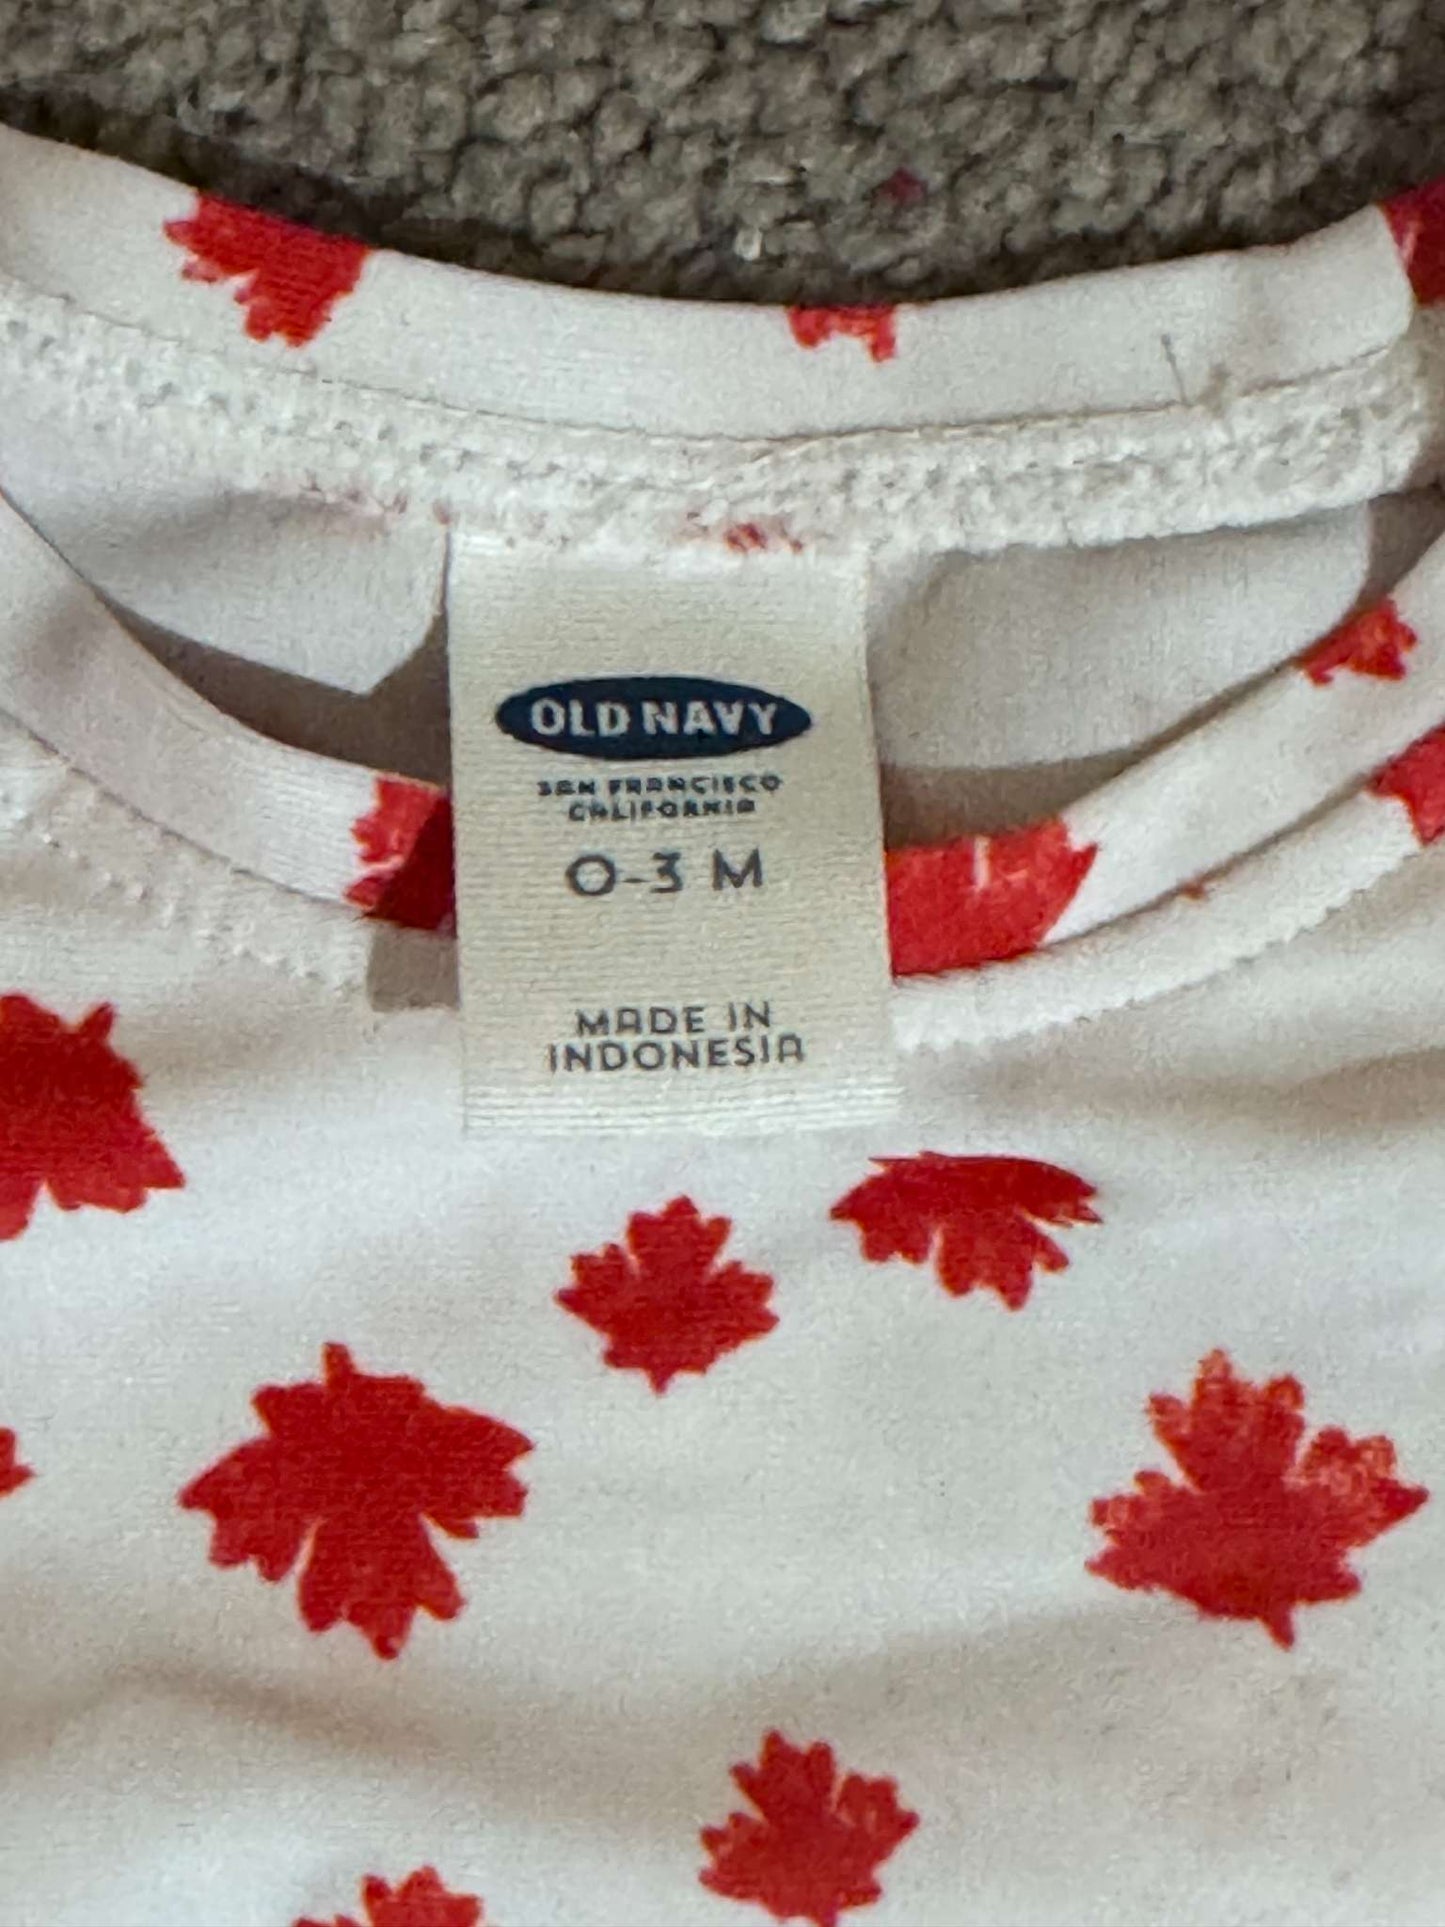 OLD NAVY
SAN FRANCISCO
CALIFORNIA
0-3 M
MADE IN
INDONESIA